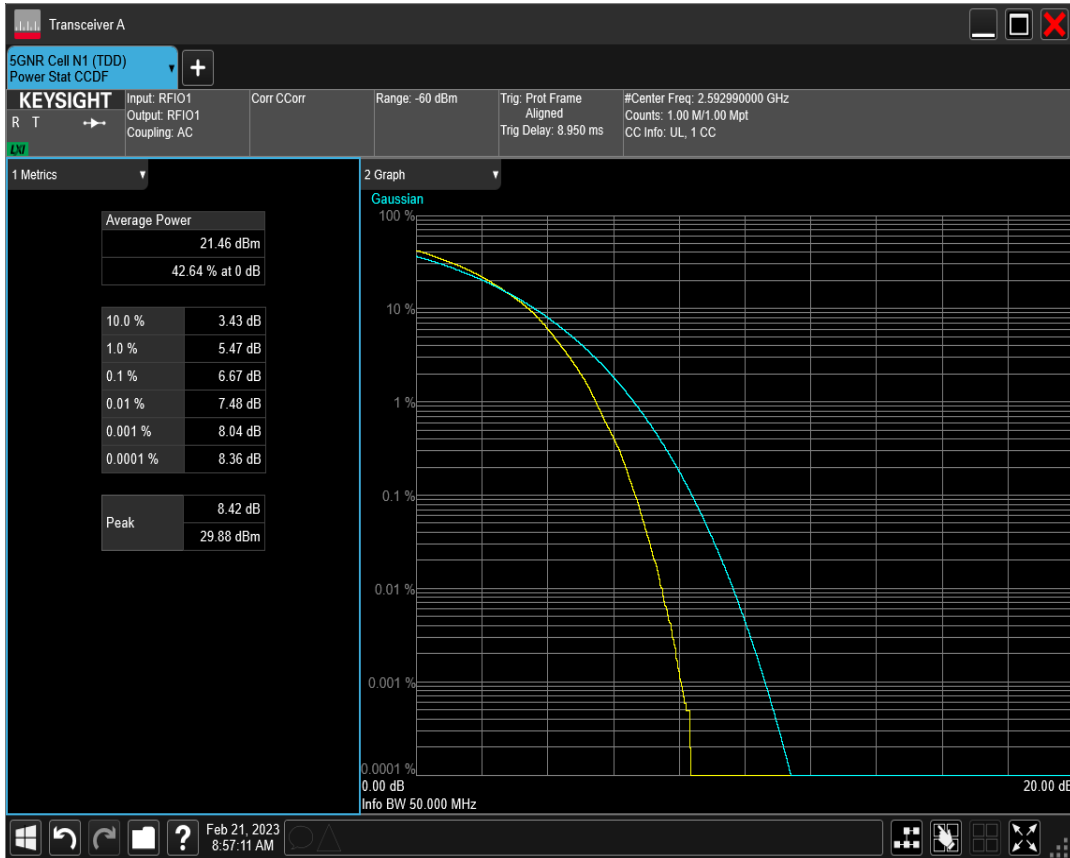 Transceiver A
5GNR Cell N1 (TDD)
Power Stat CCDF
+
KEYSIGHT
R T
LXI
Input: RFIO1
Output: RFIO1
Coupling: AC
Corr CCorr
Range: -60 dBm
Trig: Prot Frame
Aligned
Trig Delay: 8.950 ms
#Center Freq: 2.592990000 GHz
Counts: 1.00 M/1.00 Mpt
CC Info: UL, 1 CC
1 Metrics
Average Power
21.46 dBm
42.64 % at 0 dB
10.0 % 3.43 dB
1.0 % 5.47 dB
0.1 % 6.67 dB
0.01 % 7.48 dB
0.001 % 8.04 dB
0.0001 % 8.36 dB
Peak 8.42 dB
29.88 dBm
2 Graph
Gaussian
100 %
10 %
1 %
0.1 %
0.01 %
0.001 %
0.0001 %
0.00 dB 20.00 dB
Info BW 50.000 MHz
? Feb 21, 2023
8:57:11 AM